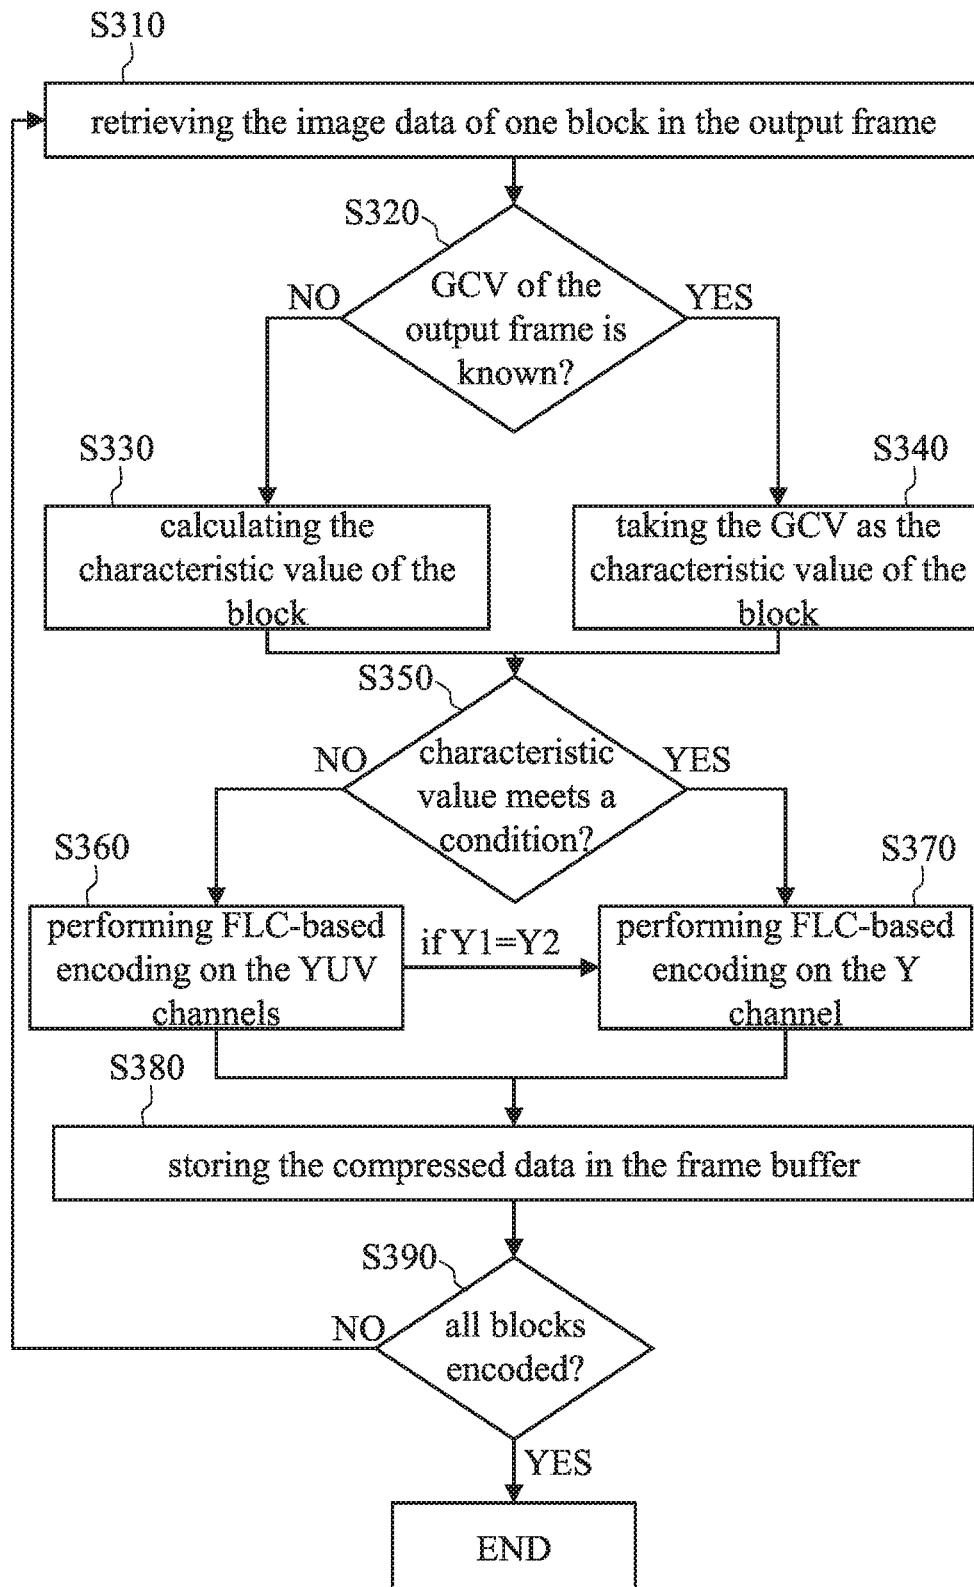 S310
retrieving the image data of one block in the output frame
S320
NO
YES
GCV of the
output frame is
known?
S330
S340
calculating the
characteristic value of the
block
taking the GCV as the
characteristic value of the
block
S350
NO
YES
characteristic
value meets a
condition?
S360
S370
performing FLC-based
encoding on the YUV
channels
if Y1=Y2
performing FLC-based
encoding on the Y
channel
S380
storing the compressed data in the frame buffer
S390
NO
all blocks
encoded?
YES
END